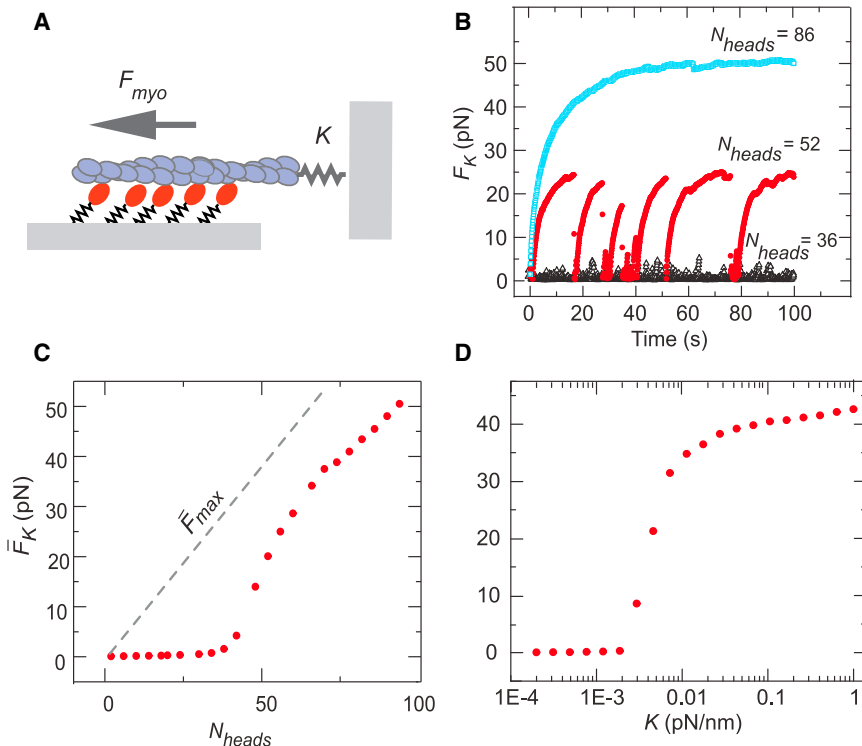 A
F_myo
K
B
N_heads = 86
N_heads = 52
N_heads = 36
F_K (pN)
50
40
30
20
10
0
0 20 40 60 80 100
Time (s)
C
F̄_max
F̄_K (pN)
50
40
30
20
10
0
0 50 100
N_heads
D
40
30
20
10
0
1E-4 1E-3 0.01 0.1 1
K (pN/nm)